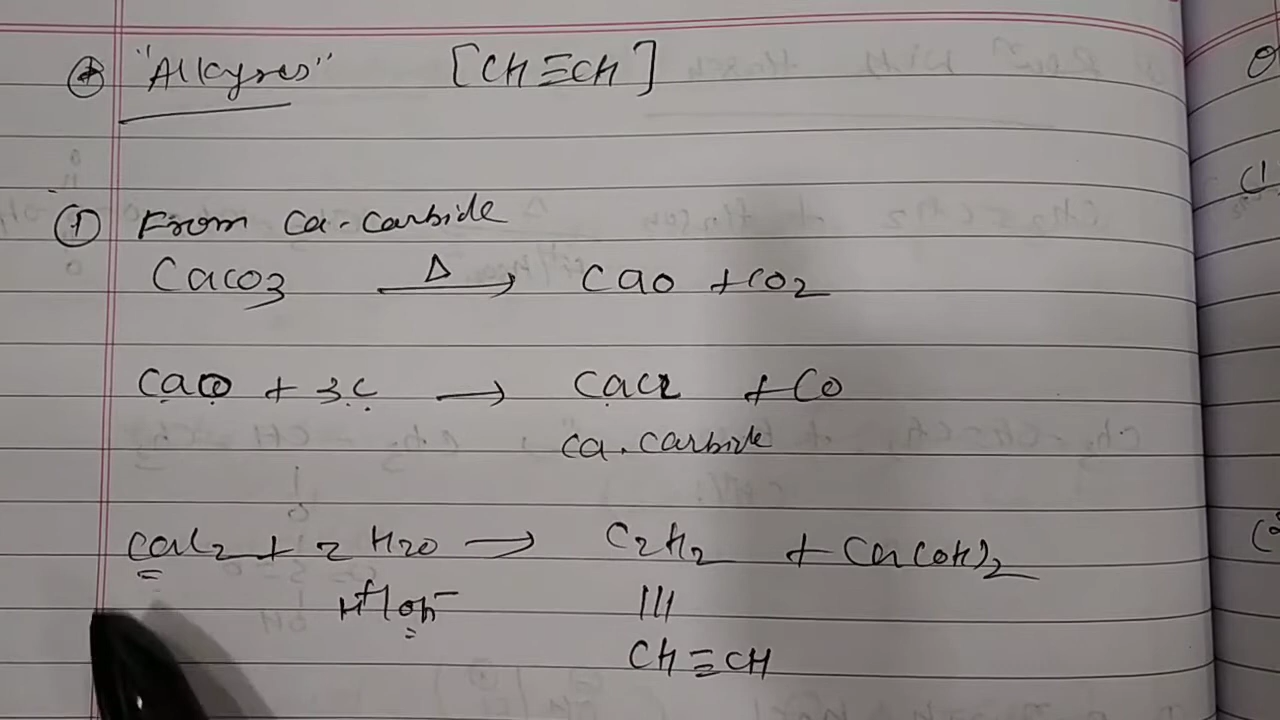 ④ "Alkynes" [CH≡CH]
① From Ca-carbide
CaCO3 Δ→ CaO + CO2
CaO + 3C → CaC2 + CO
Ca.carbide
CaC2 + 2 H2O → C2H2 + Ca(OH)2
H+|OH- |||
CH≡CH